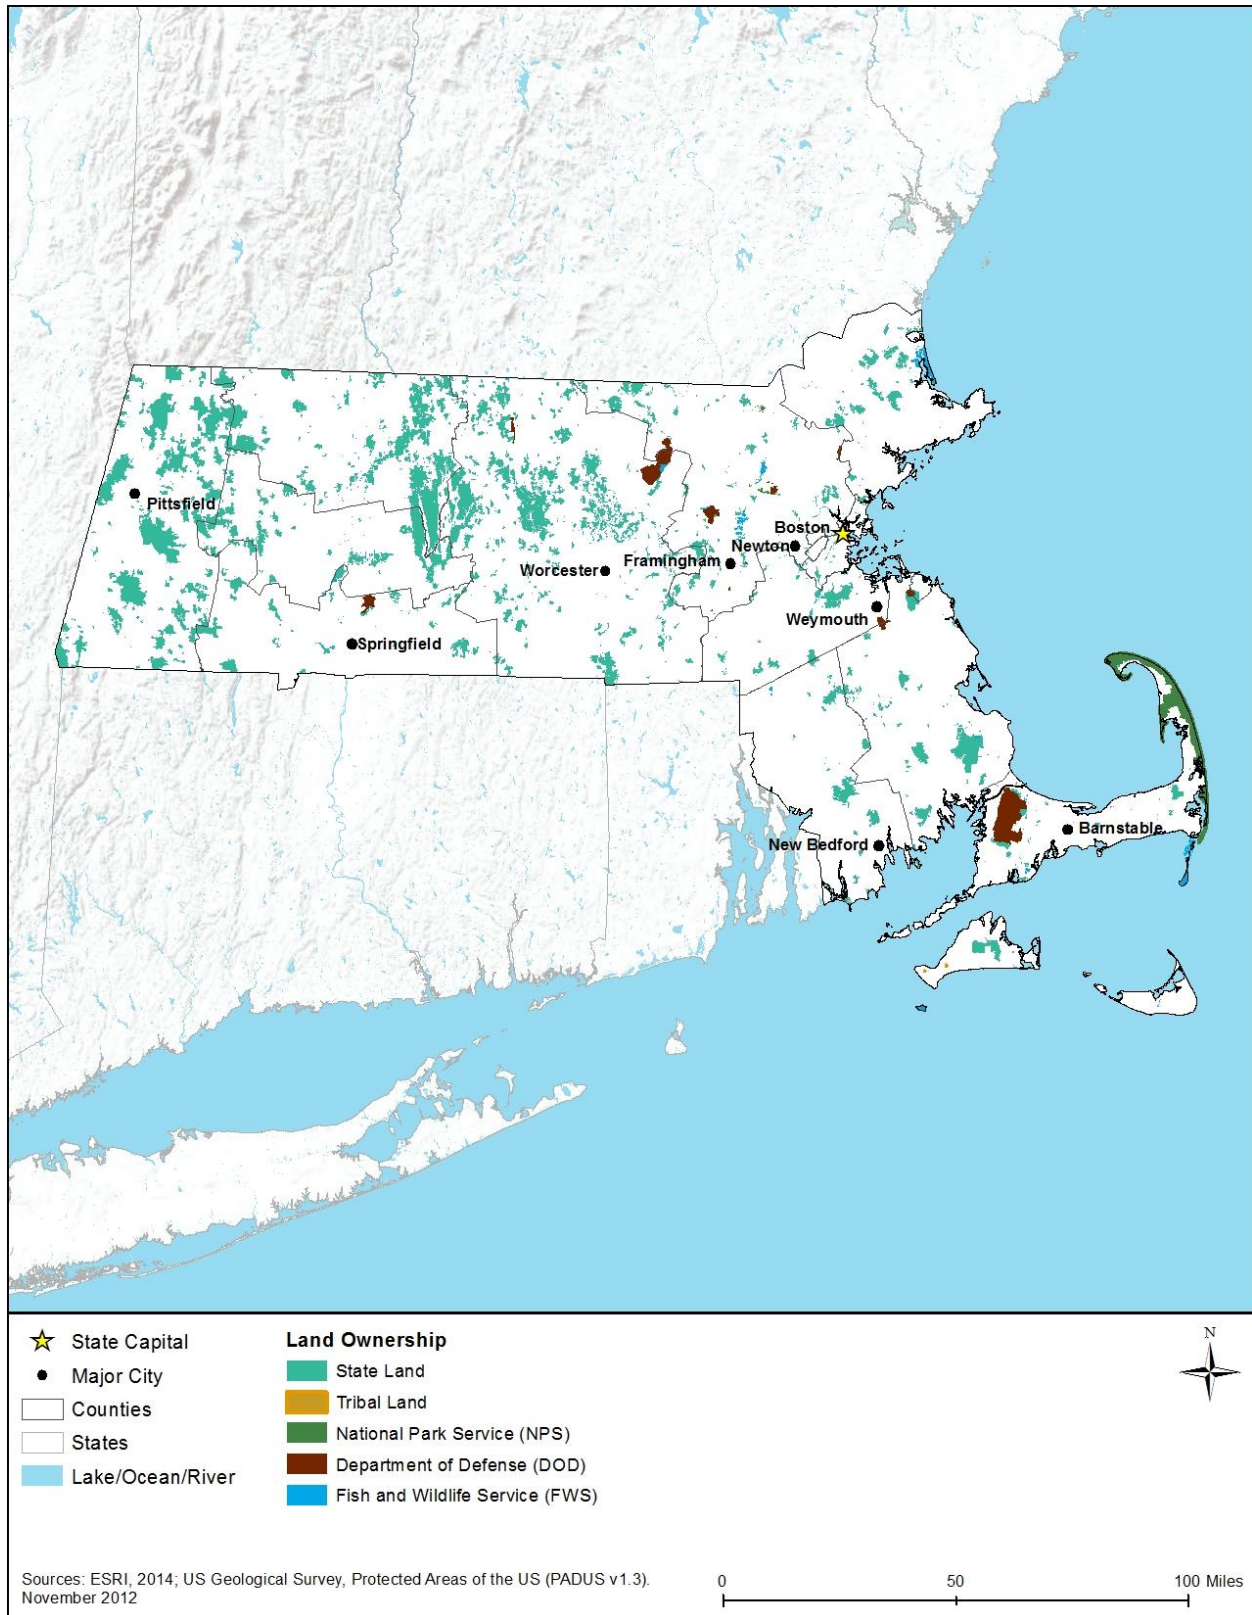 Pittsfield
Boston
Newton
Framingham
Worcester
Weymouth
Springfield
Barnstable
New Bedford
State Capital
Major City
Counties
States
Lake/Ocean/River
Land Ownership
State Land
Tribal Land
National Park Service (NPS)
Department of Defense (DOD)
Fish and Wildlife Service (FWS)
N
Sources: ESRI, 2014; US Geological Survey, Protected Areas of the US (PADUS v1.3).
November 2012
0 50 100 Miles